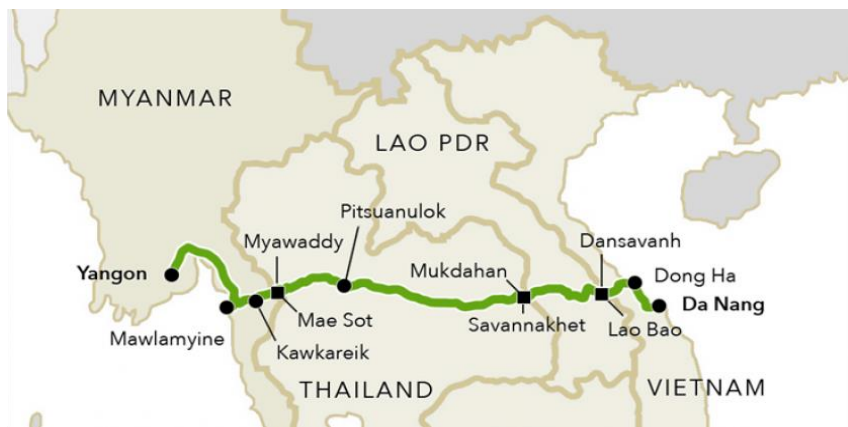 MYANMAR
LAO PDR
Pitsuanulok
Myawaddy
Dansavanh
Yangon
Mukdahan
Dong Ha
Da Nang
Mawlamyine
Mae Sot
Savannakhet
Lao Bao
Kawkareik
THAILAND
VIETNAM